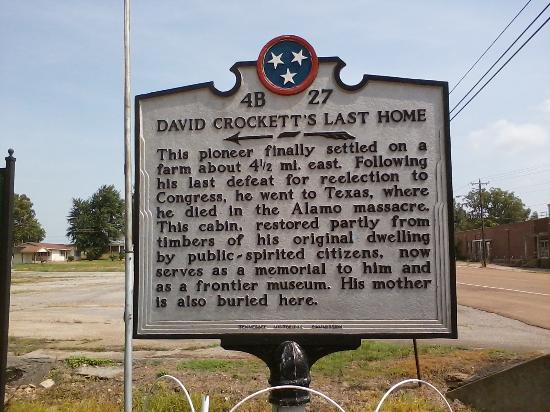 4B 27
DAVID CROCKETT'S LAST HOME
This pioneer finally settled on a
farm about 4½ mi. east. Following
his last defeat for reelection to
Congress, he went to Texas, where
he died in the Alamo massacre.
This cabin, restored partly from
timbers of his original dwelling
by public-spirited citizens, now
serves as a memorial to him and
as a frontier museum. His mother
is also buried here.
TENNESSEE HISTORICAL COMMISSION